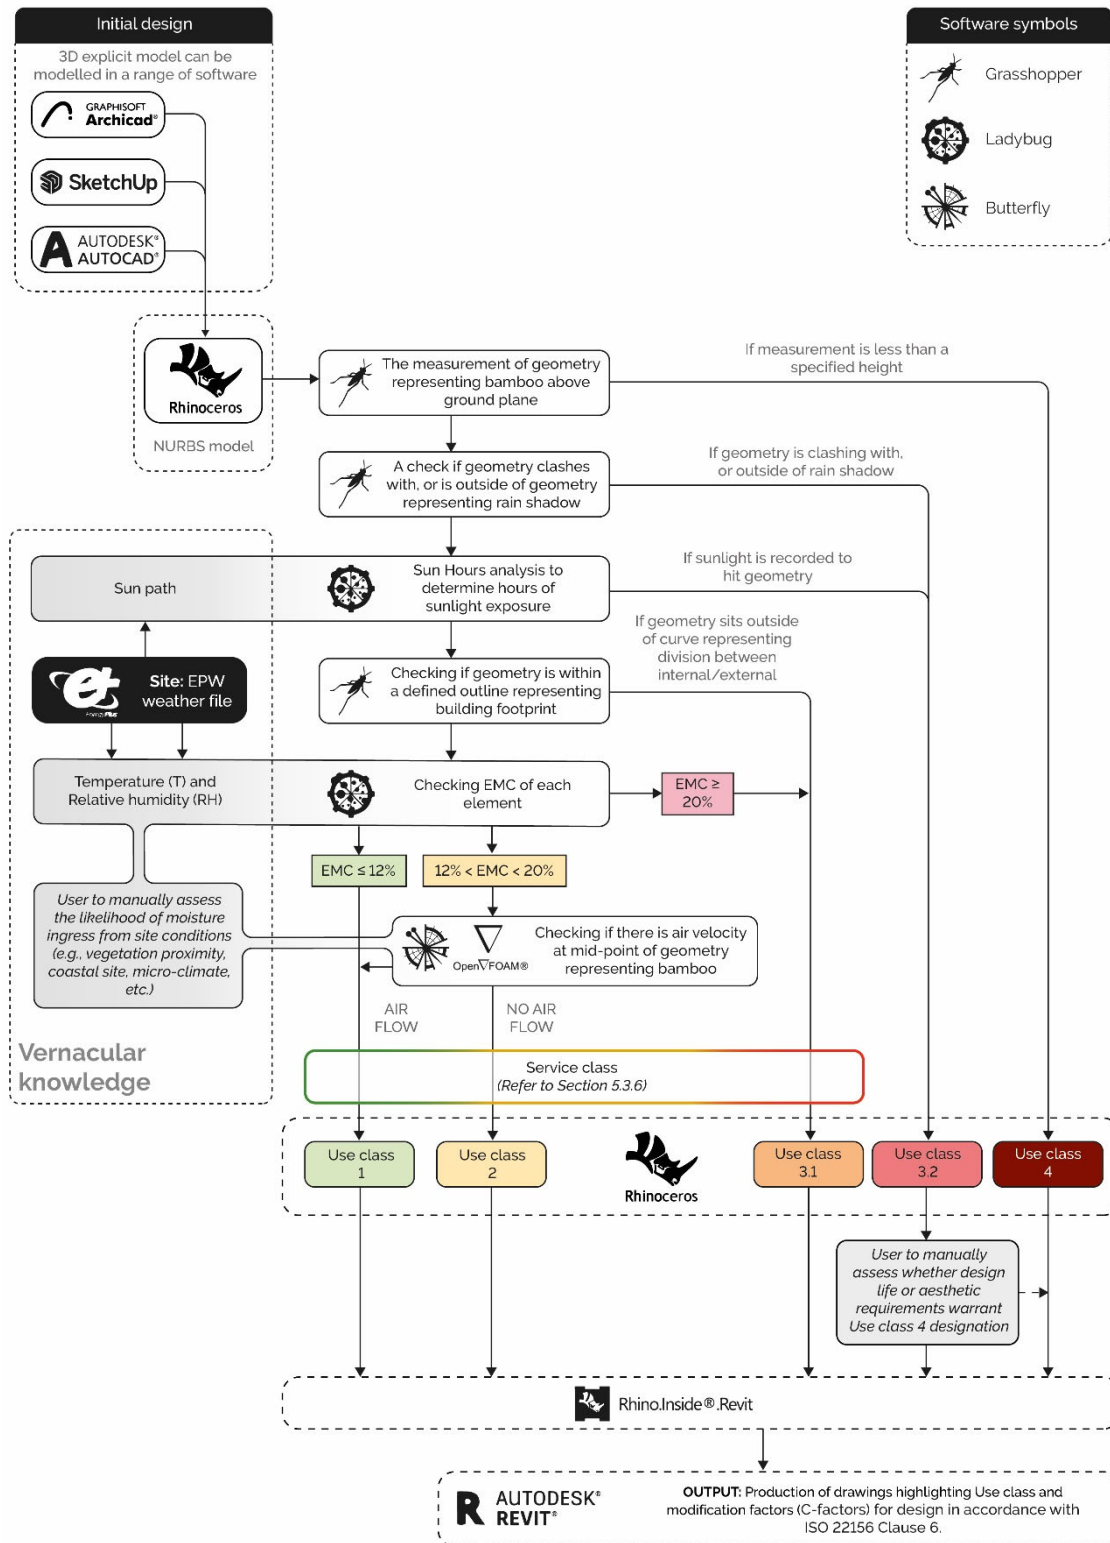 Initial design
3D explicit model can be
modelled in a range of software
GRAPHISOFT
Archicad®
SketchUp
AUTODESK®
AUTOCAD®
Software symbols
Grasshopper
Ladybug
Butterfly
Rhinoceros
NURBS model
The measurement of geometry
representing bamboo above
ground plane
If measurement is less than a
specified height
A check if geometry clashes
with, or is outside of geometry
representing rain shadow
If geometry is clashing with,
or outside of rain shadow
Sun path
Sun Hours analysis to
determine hours of
sunlight exposure
If sunlight is recorded to
hit geometry
If geometry sits outside
of curve representing
division between
internal/external
et
EnergyPlus
Site: EPW
weather file
Checking if geometry is within
a defined outline representing
building footprint
Temperature (T) and
Relative humidity (RH)
Checking EMC of each
element
EMC ≥
20%
EMC ≤ 12%
12% < EMC < 20%
User to manually assess
the likelihood of moisture
ingress from site conditions
(e.g., vegetation proximity,
coastal site, micro-climate,
etc.)
Open∇FOAM®
Checking if there is air velocity
at mid-point of geometry
representing bamboo
AIR
FLOW
NO AIR
FLOW
Vernacular
knowledge
Service class
(Refer to Section 5.3.6)
Use class
1
Use class
2
Rhinoceros
Use class
3.1
Use class
3.2
Use class
4
User to manually
assess whether design
life or aesthetic
requirements warrant
Use class 4 designation
Rhino.Inside®.Revit
R AUTODESK®
REVIT®
OUTPUT: Production of drawings highlighting Use class and
modification factors (C-factors) for design in accordance with
ISO 22156 Clause 6.